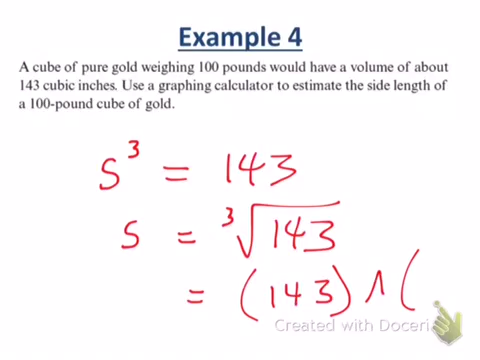 Example 4
A cube of pure gold weighing 100 pounds would have a volume of about
143 cubic inches. Use a graphing calculator to estimate the side length of
a 100-pound cube of gold.
s³ = 143
s = ∛143
= (143) ^ (
Created with Doceri